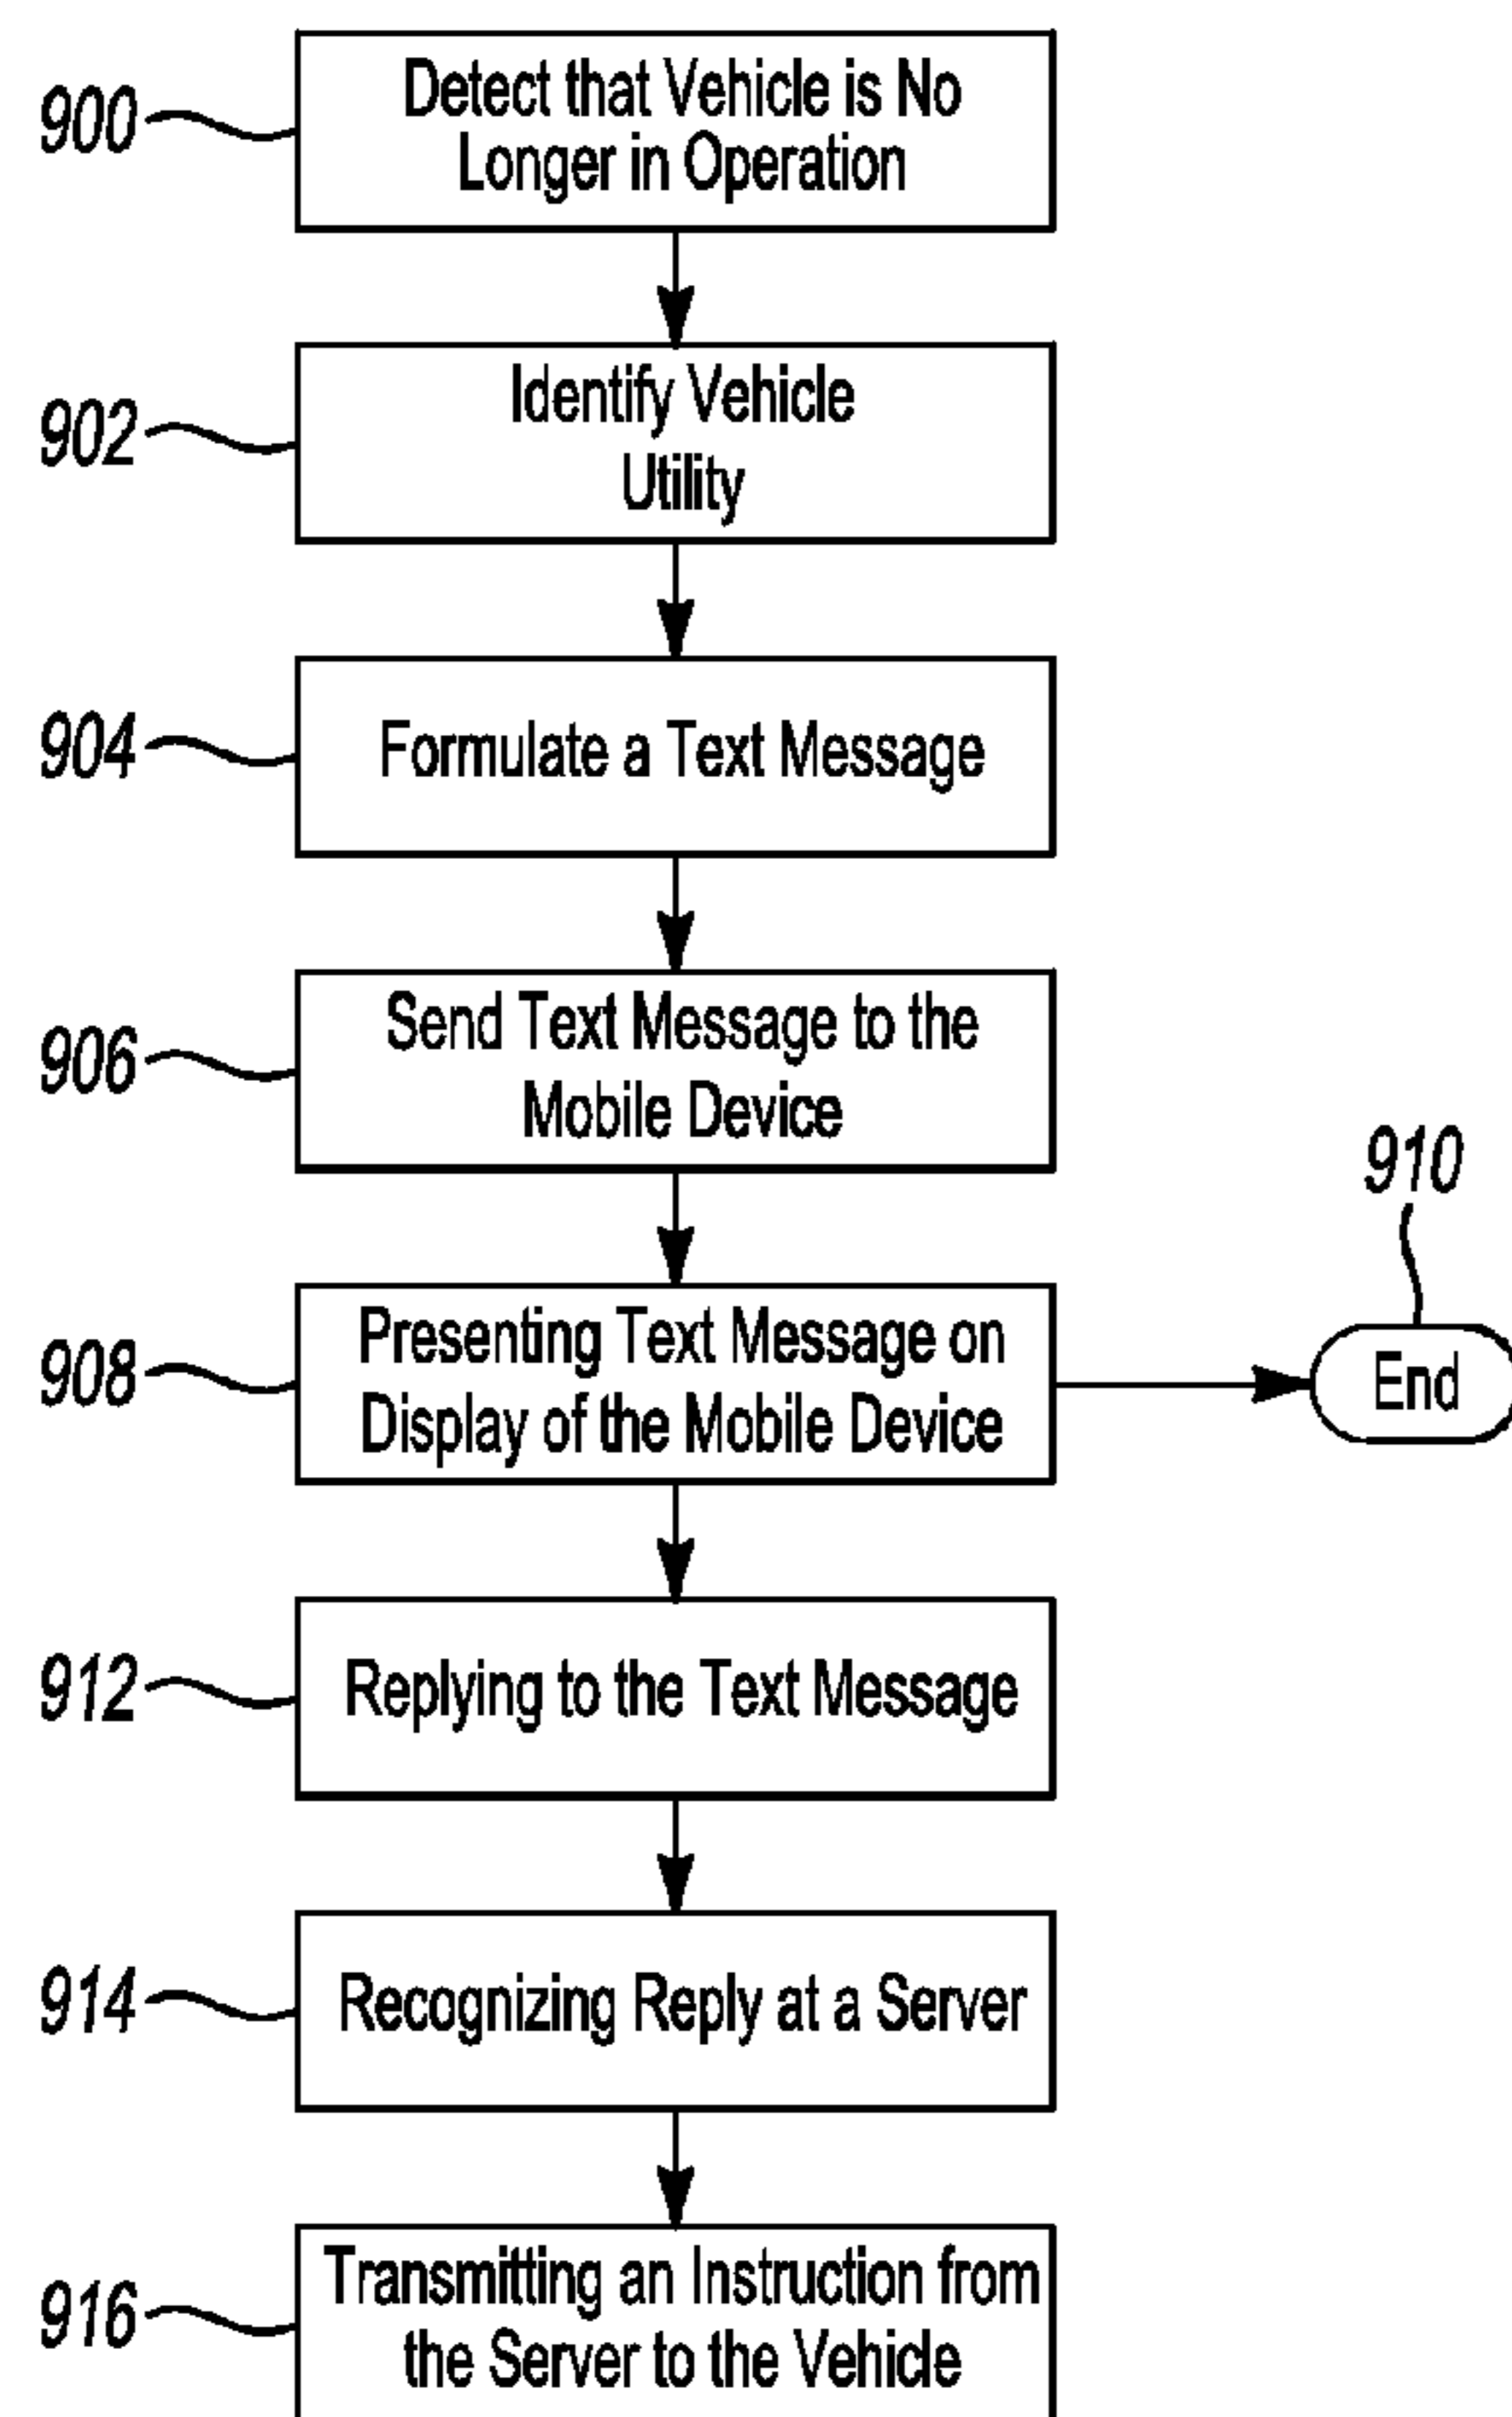 900
Detect that Vehicle is No
Longer in Operation
902
Identify Vehicle
Utility
904
Formulate a Text Message
906
Send Text Message to the
Mobile Device
908
Presenting Text Message on
Display of the Mobile Device
910
End
912
Replying to the Text Message
914
Recognizing Reply at a Server
916
Transmitting an Instruction from
the Server to the Vehicle